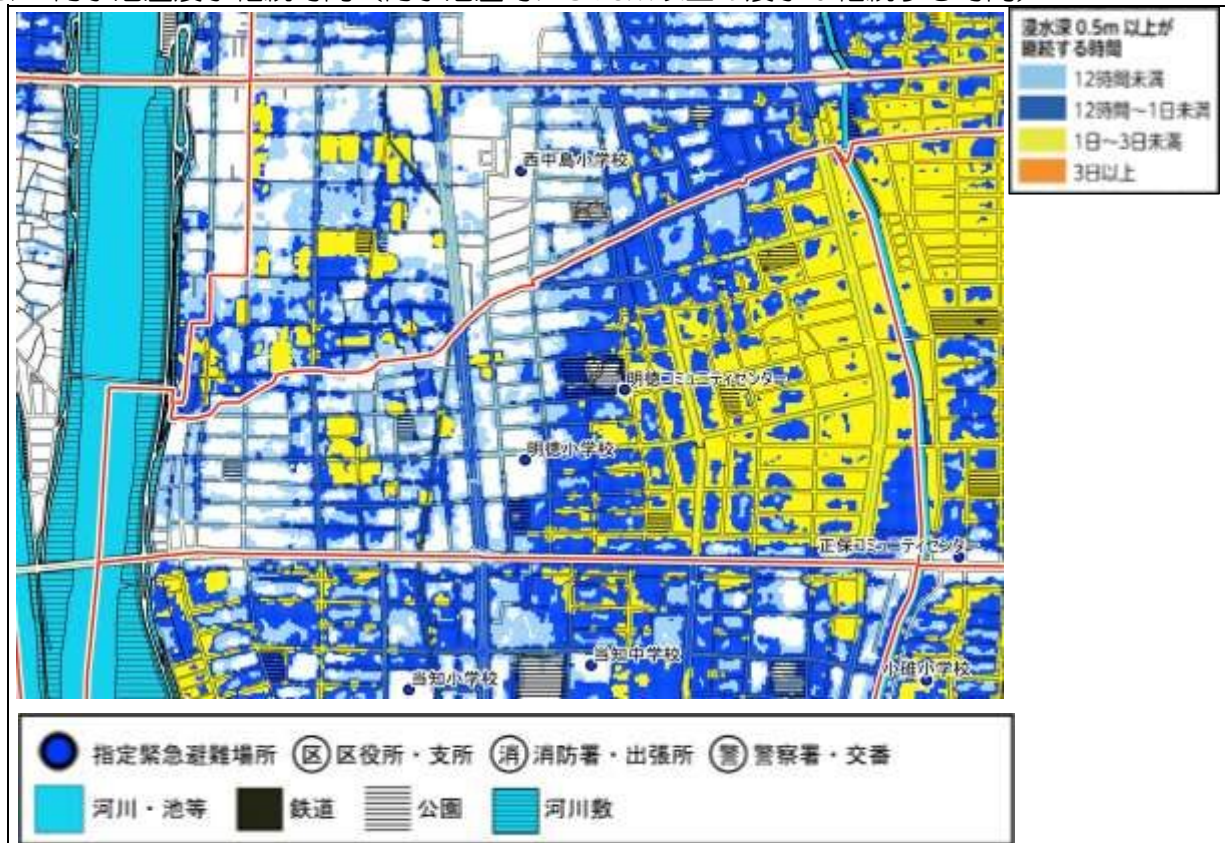 浸水深 0.5m 以上が
継続する時間
12時間未満
12時間～1日未満
1日～3日未満
3日以上
西中島小学校
明徳コミュニティセンター
明徳小学校
正保コミューティセンター
当知中学校
当知小学校
小碓小学校
指定緊急避難場所 区 区役所・支所 消 消防署・出張所 警 警察署・交番
河川・池等 鉄道 公園 河川敷